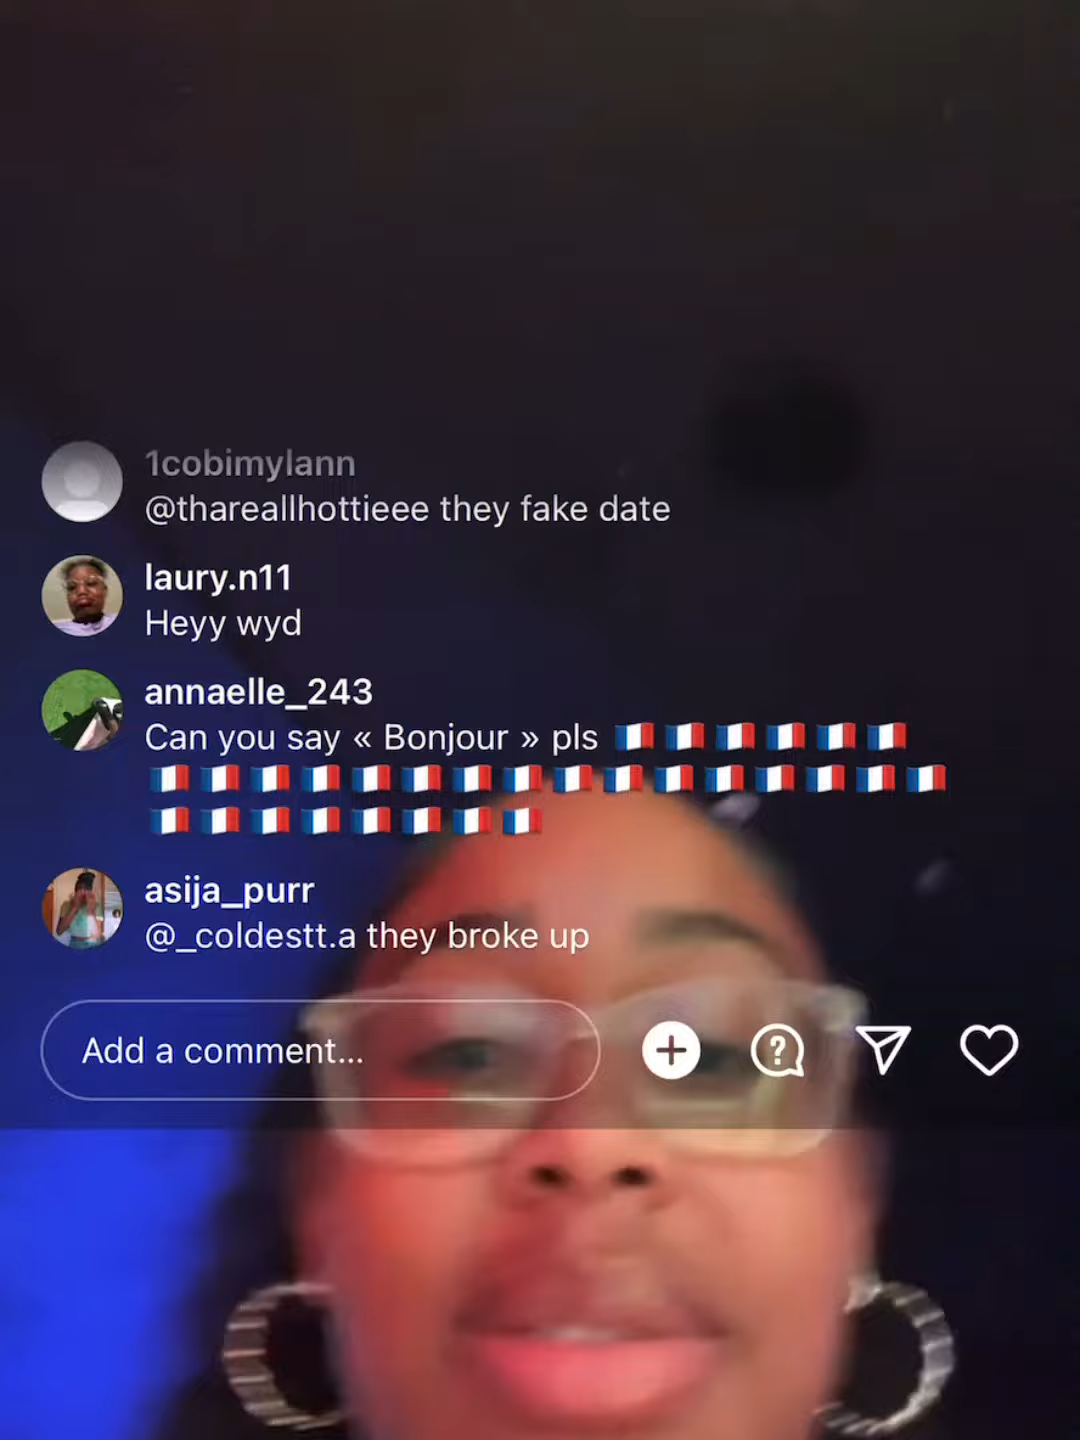 1cobimylann
@thareallhottieee they fake date
laury.n11
Heyy wyd
annaelle_243
Can you say « Bonjour » pls 🇫🇷🇫🇷🇫🇷🇫🇷🇫🇷🇫🇷
🇫🇷🇫🇷🇫🇷🇫🇷🇫🇷🇫🇷🇫🇷🇫🇷🇫🇷🇫🇷🇫🇷🇫🇷🇫🇷🇫🇷🇫🇷🇫🇷
🇫🇷🇫🇷🇫🇷🇫🇷🇫🇷🇫🇷🇫🇷🇫🇷
asija_purr
@_coldestt.a they broke up
Add a comment...